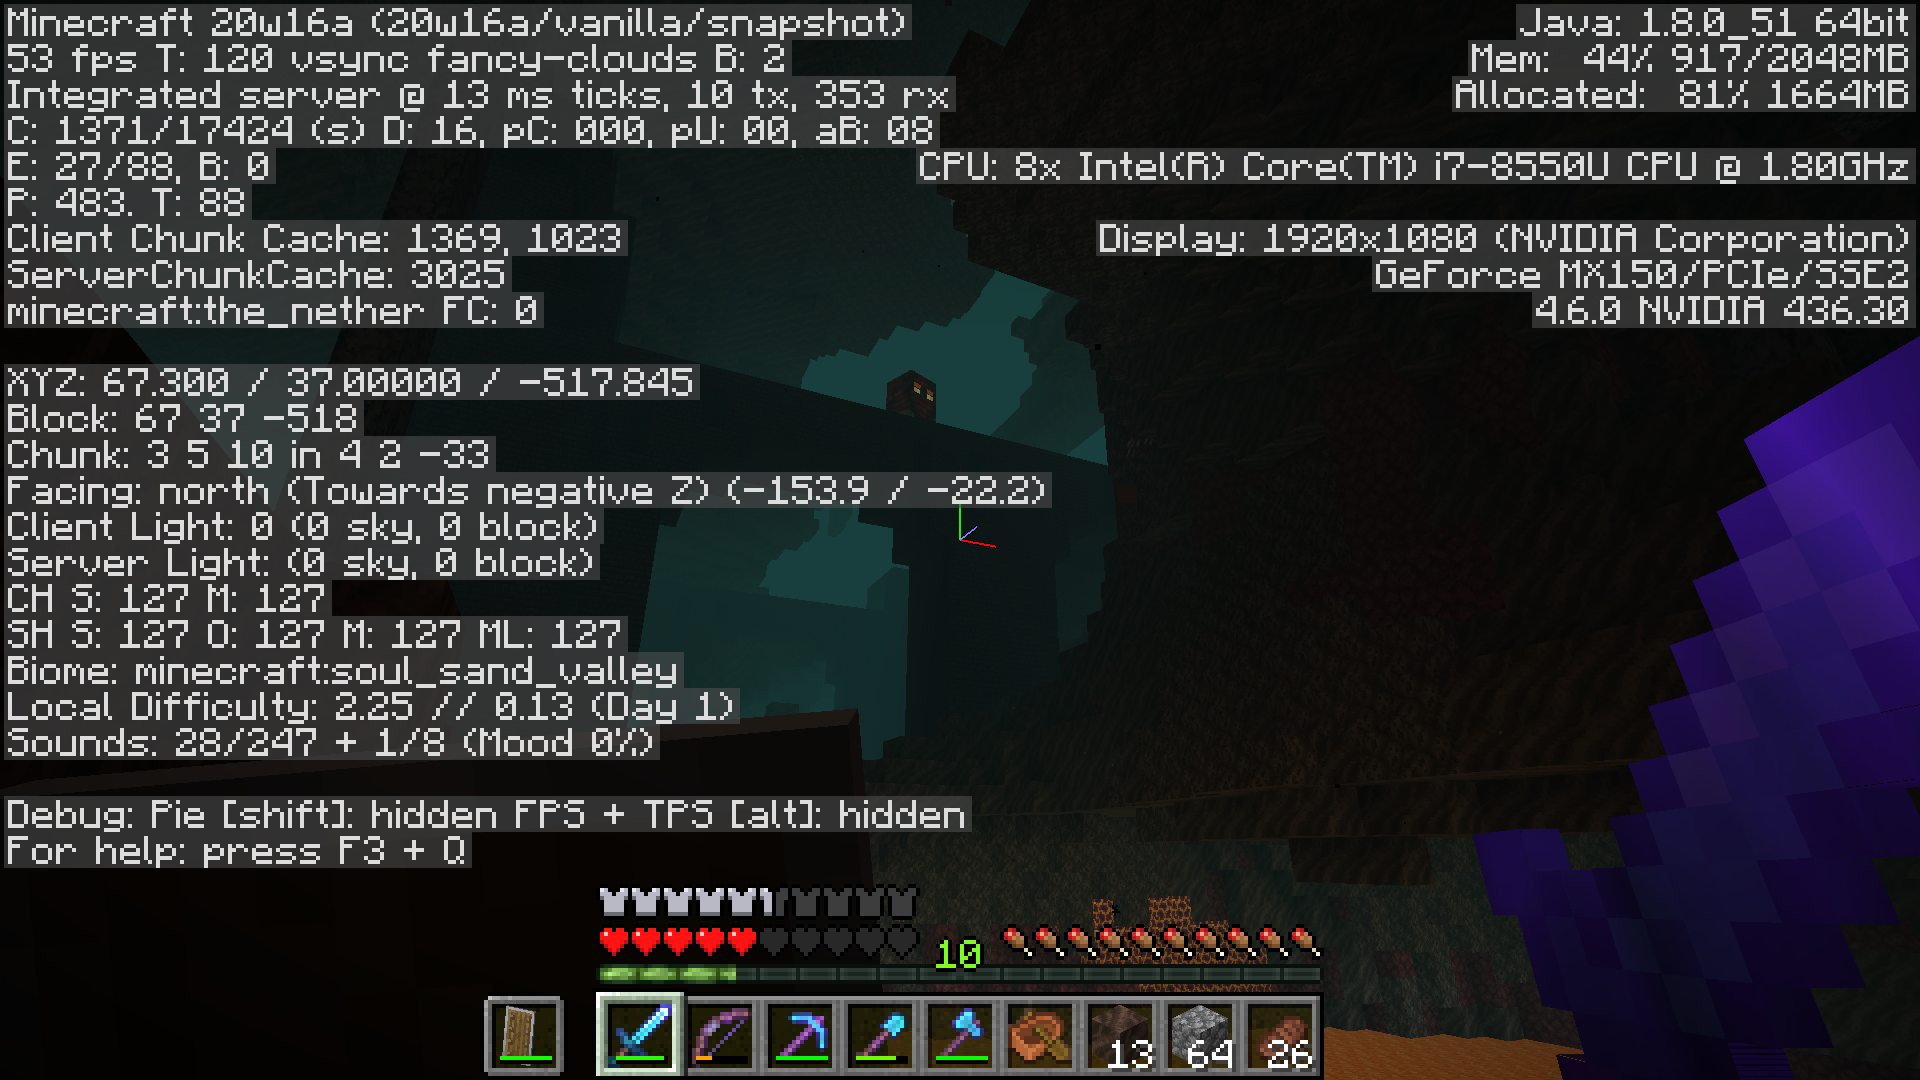 Minecraft 20w16a (20w16a/vanilla/snapshot)
53 fps T: 120 vsync fancy-clouds B: 2
Integrated server @ 13 ms ticks, 10 tx, 353 rx
C: 1371/17424 (s) D: 16, pC: 000, pU: 00, aB: 08
E: 27/88, B: 0
P: 483. T: 88
Client Chunk Cache: 1369, 1023
ServerChunkCache: 3025
minecraft:the_nether FC: 0
XYZ: 67.300 / 37.00000 / -517.845
Block: 67 37 -518
Chunk: 3 5 10 in 4 2 -33
Facing: north (Towards negative Z) (-153.9 / -22.2)
Client Light: 0 (0 sky, 0 block)
Server Light: (0 sky, 0 block)
CH S: 127 M: 127
SH S: 127 O: 127 M: 127 ML: 127
Biome: minecraft:soul_sand_valley
Local Difficulty: 2.25 // 0.13 (Day 1)
Sounds: 28/247 + 1/8 (Mood 0%)
Debug: Pie [shift]: hidden FPS + TPS [alt]: hidden
For help: press F3 + Q
Java: 1.8.0_51 64bit
Mem: 44% 917/2048MB
Allocated: 81% 1664MB
CPU: 8x Intel(R) Core(TM) i7-8550U CPU @ 1.80GHz
Display: 1920x1080 (NVIDIA Corporation)
GeForce MX150/PCIe/SSE2
4.6.0 NVIDIA 436.30
10
13
64
26